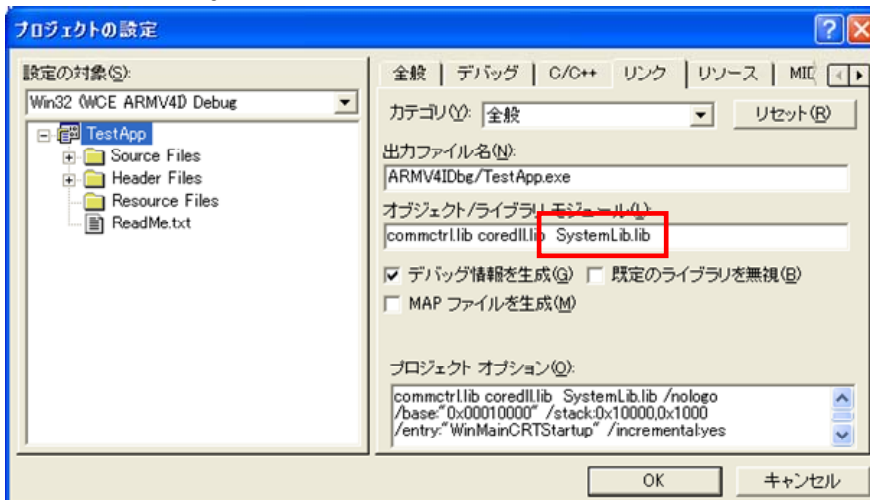 プロジェクトの設定
設定の対象(S):
Win32 (WCE ARMV4I) Debug
TestApp
Source Files
Header Files
Resource Files
ReadMe.txt
全般 デバッグ C/C++ リンク リソース MID
カテゴリ(Y): 全般 リセット(R)
出力ファイル名(N):
ARMV4IDbg/TestApp.exe
オブジェクト/ライブラリ モジュール(L):
commctrl.lib coredll.lib SystemLib.lib
デバッグ情報を生成(G) 既定のライブラリを無視(B)
MAP ファイルを生成(M)
プロジェクト オプション(O):
commctrl.lib coredll.lib SystemLib.lib /nologo
/base:"0x00010000" /stack:0x10000,0x1000
/entry:"WinMainCRTStartup" /incremental:yes
OK キャンセル